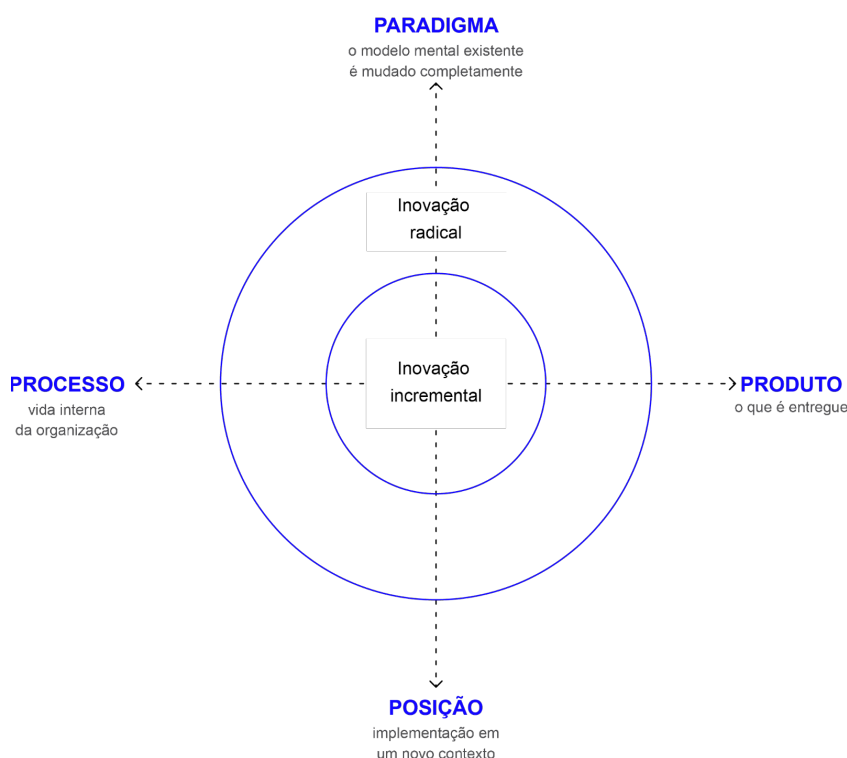 PARADIGMA
o modelo mental existente
é mudado completamente
Inovação
radical
Inovação
incremental
PROCESSO
vida interna
da organização
PRODUTO
o que é entregue
POSIÇÃO
implementação em
um novo contexto